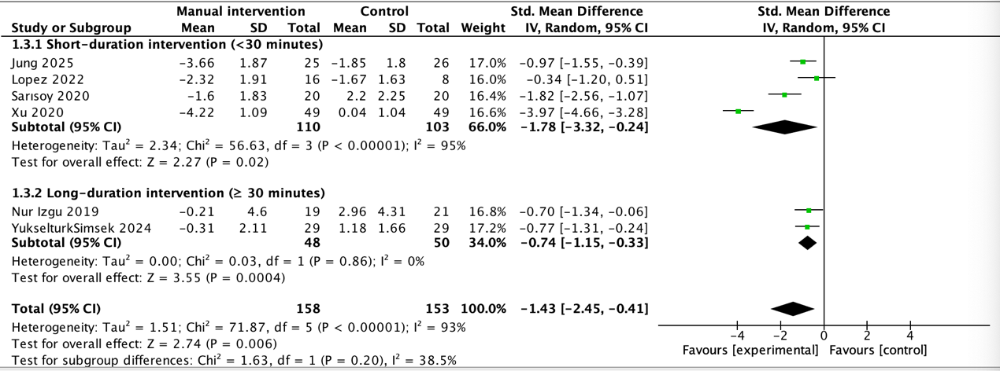 Manual intervention Control Std. Mean Difference Std. Mean Difference
Study or Subgroup Mean SD Total Mean SD Total Weight IV, Random, 95% CI IV, Random, 95% CI
1.3.1 Short-duration intervention (<30 minutes)
Jung 2025 −3.66 1.87 25 −1.85 1.8 26 17.0% −0.97 [−1.55, −0.39]
Lopez 2022 −2.32 1.91 16 −1.67 1.63 8 16.0% −0.34 [−1.20, 0.51]
Sarısoy 2020 −1.6 1.83 20 2.2 2.25 20 16.4% −1.82 [−2.56, −1.07]
Xu 2020 −4.22 1.09 49 0.04 1.04 49 16.6% −3.97 [−4.66, −3.28]
Subtotal (95% CI) 110 103 66.0% −1.78 [−3.32, −0.24]
Heterogeneity: Tau² = 2.34; Chi² = 56.63, df = 3 (P < 0.00001); I² = 95%
Test for overall effect: Z = 2.27 (P = 0.02)
1.3.2 Long-duration intervention (≥ 30 minutes)
Nur Izgu 2019 −0.21 4.6 19 2.96 4.31 21 16.8% −0.70 [−1.34, −0.06]
YukselturkSimsek 2024 −0.31 2.11 29 1.18 1.66 29 17.2% −0.77 [−1.31, −0.24]
Subtotal (95% CI) 48 50 34.0% −0.74 [−1.15, −0.33]
Heterogeneity: Tau² = 0.00; Chi² = 0.03, df = 1 (P = 0.86); I² = 0%
Test for overall effect: Z = 3.55 (P = 0.0004)
Total (95% CI) 158 153 100.0% −1.43 [−2.45, −0.41]
Heterogeneity: Tau² = 1.51; Chi² = 71.87, df = 5 (P < 0.00001); I² = 93%
Test for overall effect: Z = 2.74 (P = 0.006)
Test for subgroup differences: Chi² = 1.63, df = 1 (P = 0.20), I² = 38.5%
−4 −2 0 2 4
Favours [experimental] Favours [control]